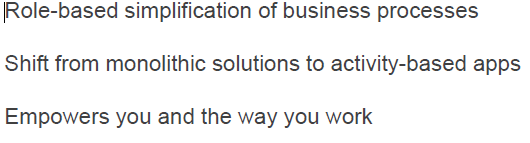 Role-based simplification of business processes
Shift from monolithic solutions to activity-based apps
Empowers you and the way you work